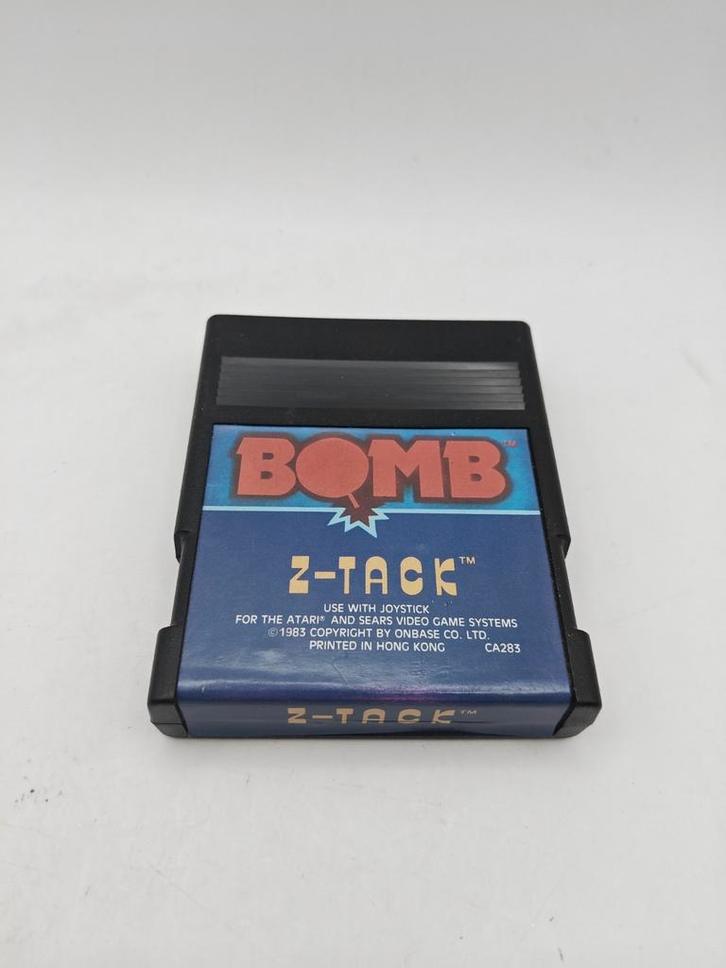 BOMB™
Z-TACK™
USE WITH JOYSTICK
FOR THE ATARI® AND SEARS VIDEO GAME SYSTEMS
©1983 COPYRIGHT BY ONBASE CO. LTD.
PRINTED IN HONG KONG CA283
Z-TACK™